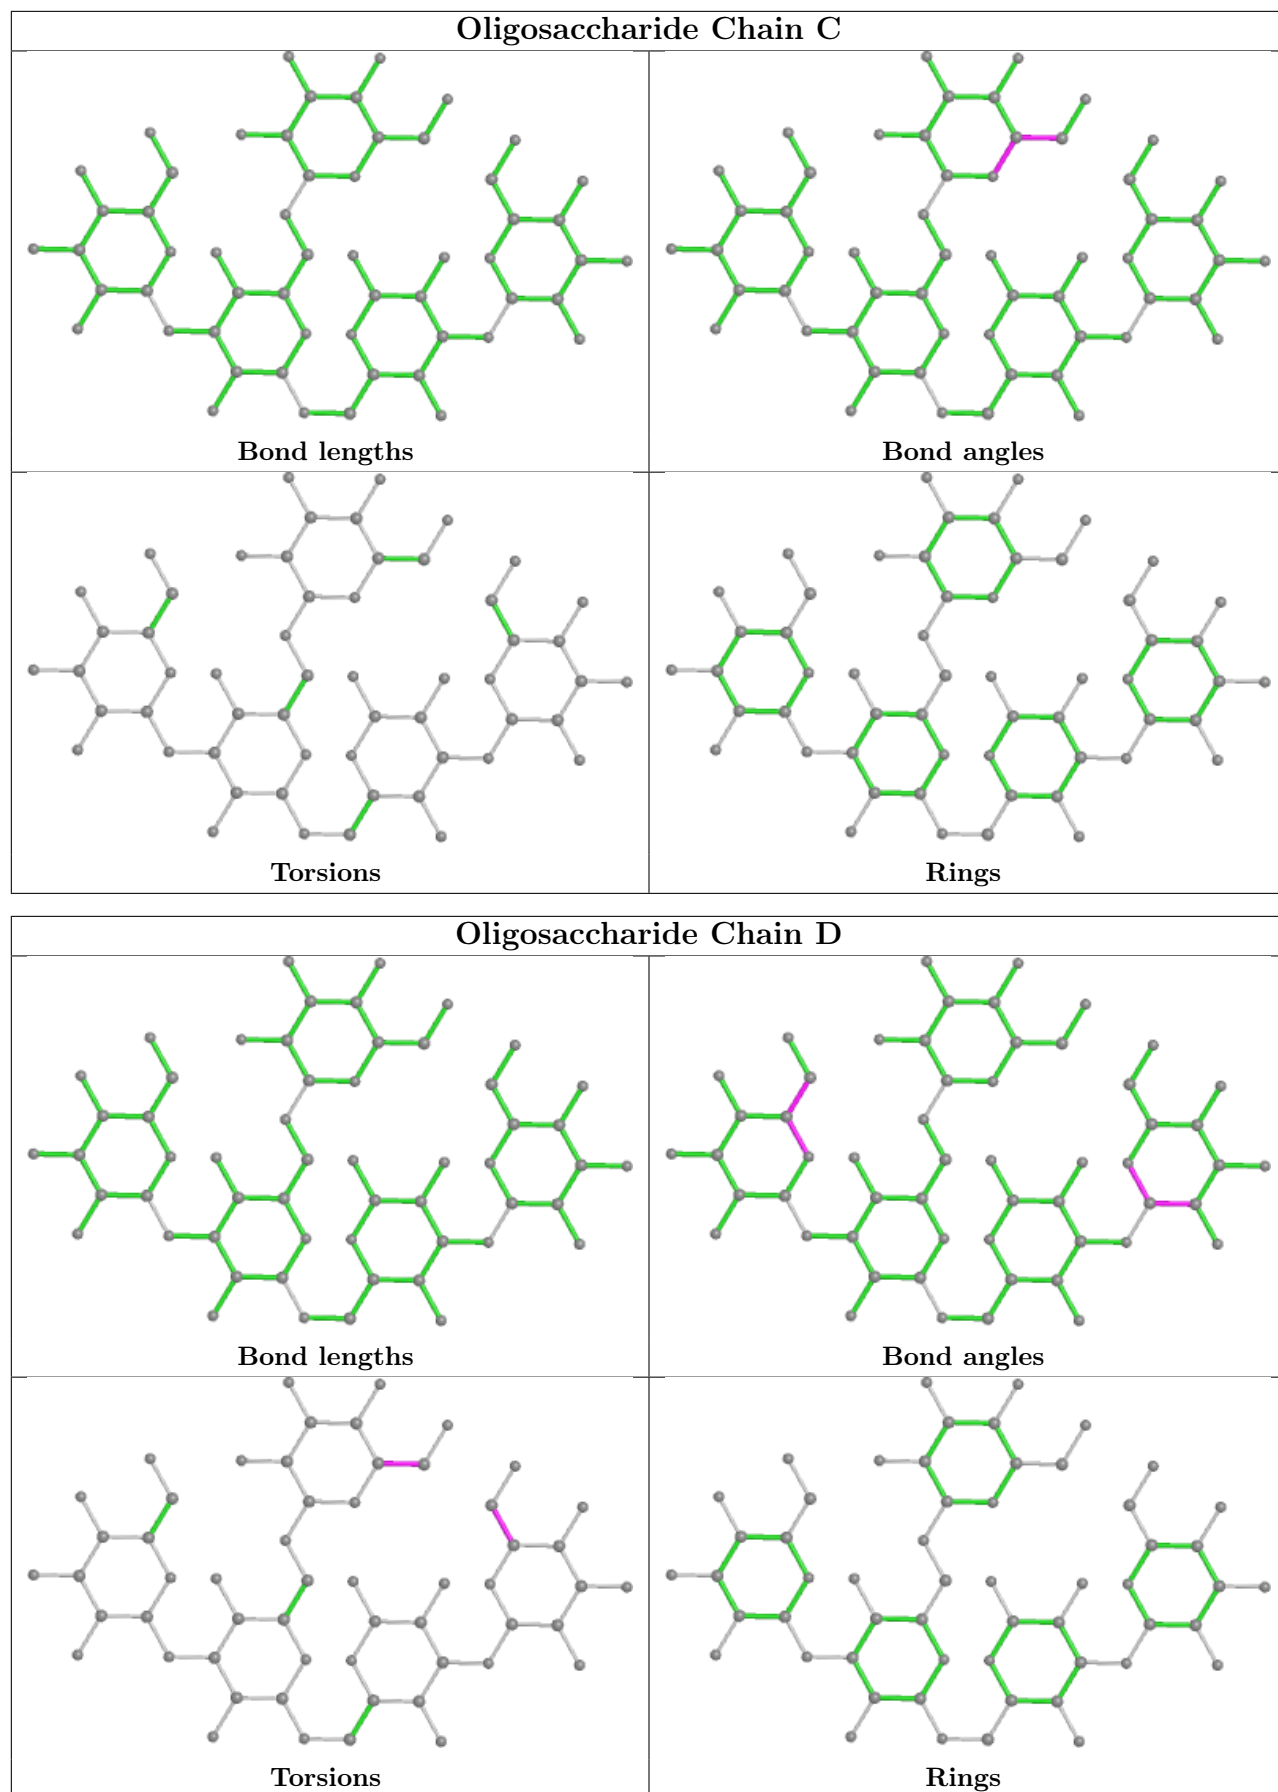 Oligosaccharide Chain C
Bond lengths
Bond angles
Torsions
Rings
Oligosaccharide Chain D
Bond lengths
Bond angles
Torsions
Rings